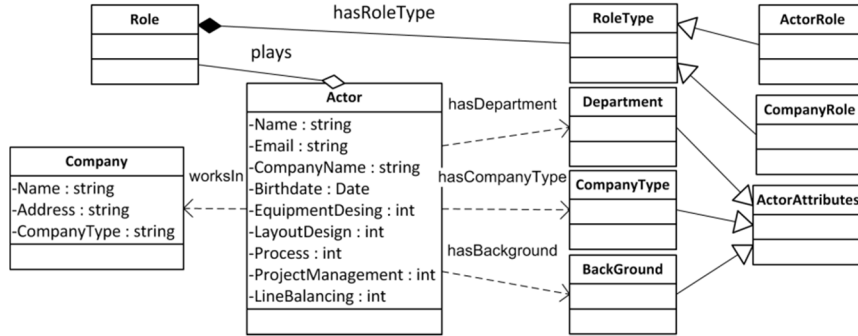 Role
hasRoleType
RoleType
ActorRole
plays
Actor
-Name : string
-Email : string
-CompanyName : string
-Birthdate : Date
-EquipmentDesing : int
-LayoutDesign : int
-Process : int
-ProjectManagement : int
-LineBalancing : int
hasDepartment
Department
CompanyRole
Company
-Name : string
-Address : string
-CompanyType : string
worksIn
hasCompanyType
CompanyType
ActorAttributes
hasBackground
BackGround